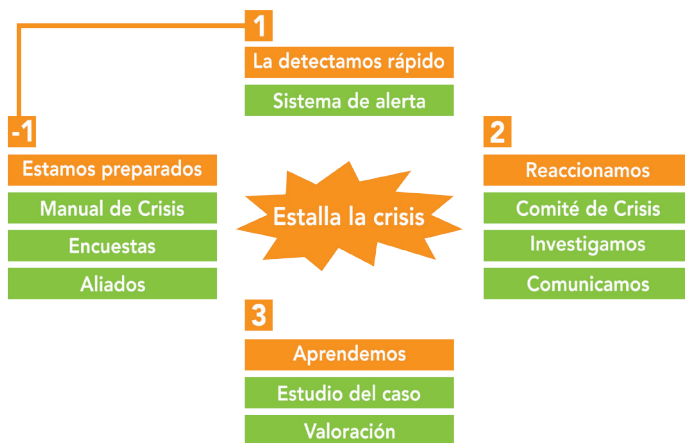 1
La detectamos rápido
Sistema de alerta
-1
Estamos preparados
Manual de Crisis
Encuestas
Aliados
Estalla la crisis
2
Reaccionamos
Comité de Crisis
Investigamos
Comunicamos
3
Aprendemos
Estudio del caso
Valoración